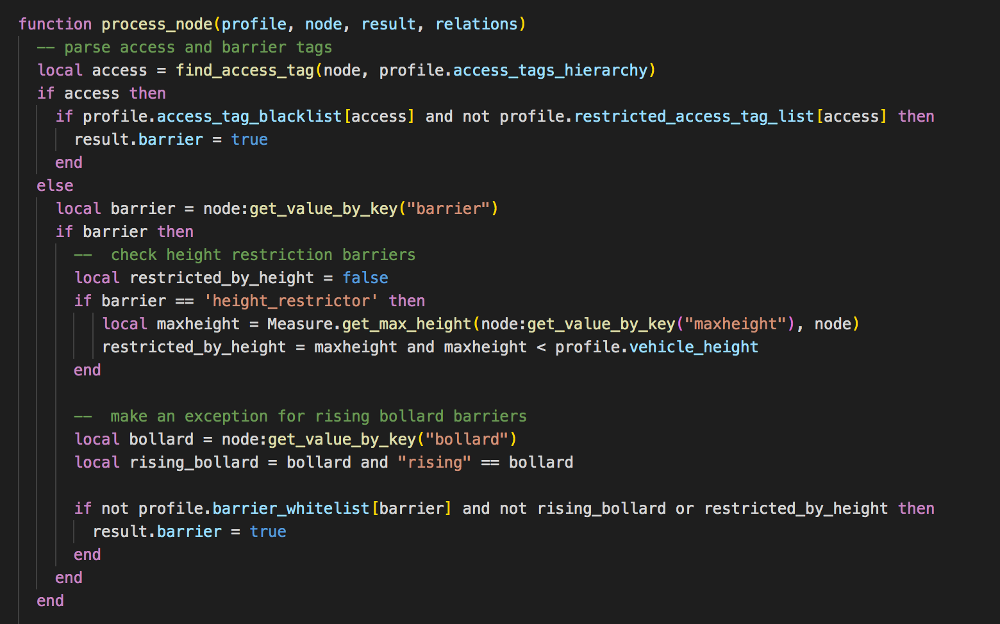 function process_node(profile, node, result, relations)
  -- parse access and barrier tags
  local access = find_access_tag(node, profile.access_tags_hierarchy)
  if access then
    if profile.access_tag_blacklist[access] and not profile.restricted_access_tag_list[access] then
      result.barrier = true
    end
  else
    local barrier = node:get_value_by_key("barrier")
    if barrier then
      --  check height restriction barriers
      local restricted_by_height = false
      if barrier == 'height_restrictor' then
         local maxheight = Measure.get_max_height(node:get_value_by_key("maxheight"), node)
         restricted_by_height = maxheight and maxheight < profile.vehicle_height
      end

      --  make an exception for rising bollard barriers
      local bollard = node:get_value_by_key("bollard")
      local rising_bollard = bollard and "rising" == bollard

      if not profile.barrier_whitelist[barrier] and not rising_bollard or restricted_by_height then
        result.barrier = true
      end
    end
  end